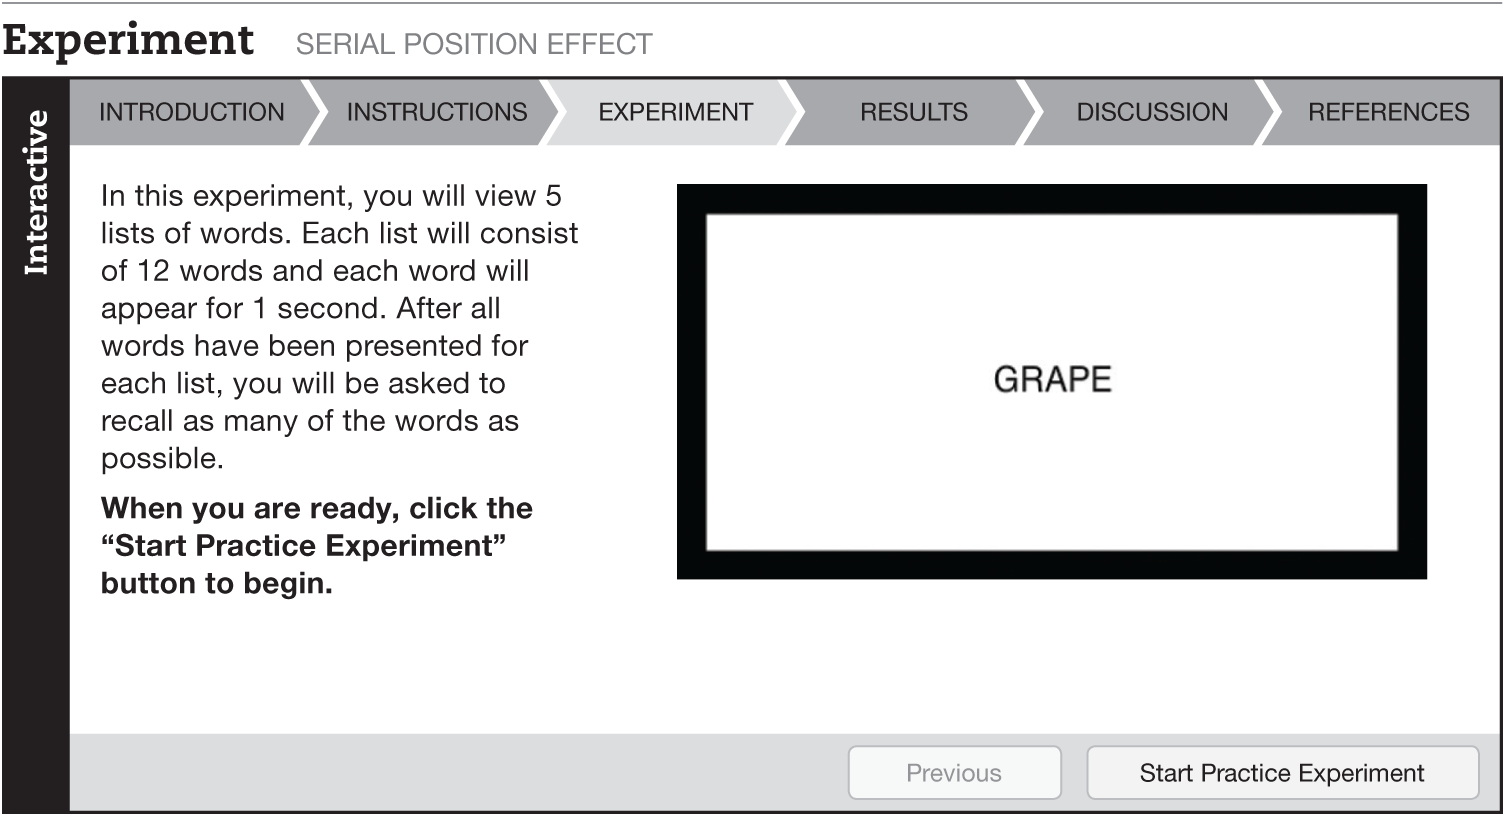 Experiment SERIAL POSITION EFFECT
Interactive
INTRODUCTION INSTRUCTIONS EXPERIMENT RESULTS DISCUSSION REFERENCES
In this experiment, you will view 5
lists of words. Each list will consist
of 12 words and each word will
appear for 1 second. After all
words have been presented for
each list, you will be asked to
recall as many of the words as
possible.
When you are ready, click the
“Start Practice Experiment”
button to begin.
GRAPE
Previous Start Practice Experiment